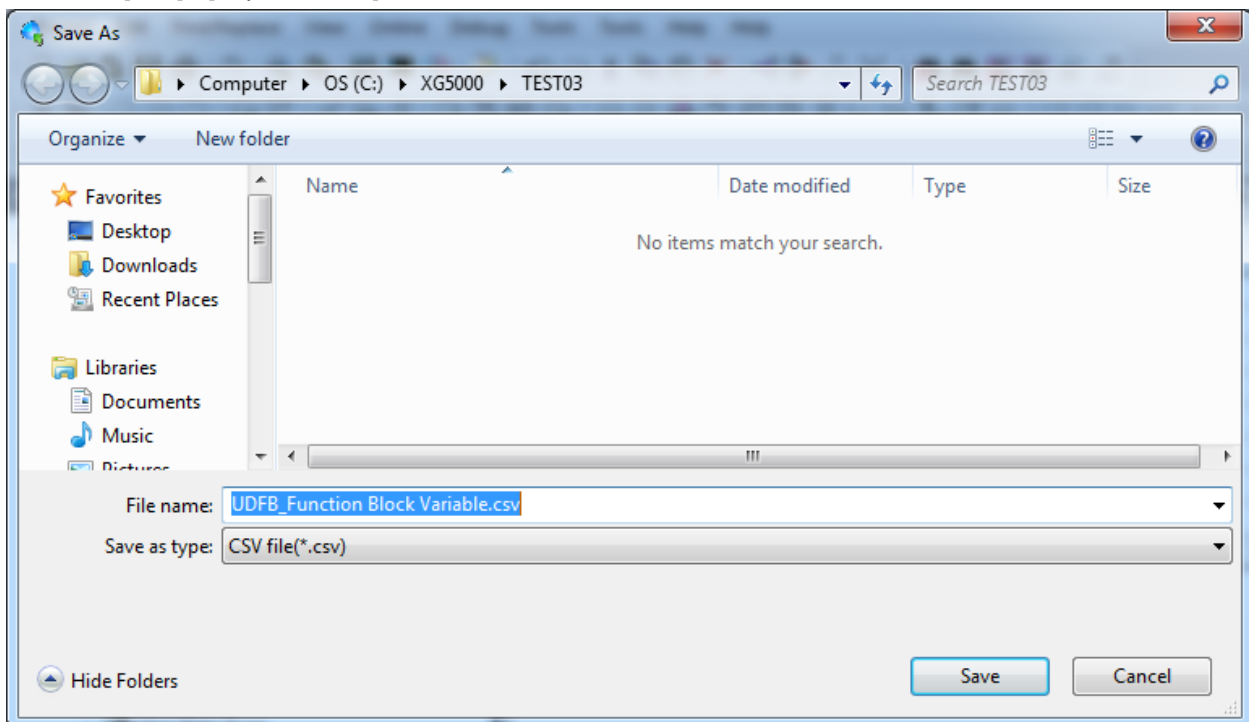 Save As
Computer ▸ OS (C:) ▸ XG5000 ▸ TEST03
Search TEST03
Organize
New folder
Name
Date modified
Type
Size
Favorites
Desktop
Downloads
Recent Places
Libraries
Documents
Music
Pictures
No items match your search.
File name: UDFB_Function Block Variable.csv
Save as type: CSV file(*.csv)
Hide Folders
Save
Cancel